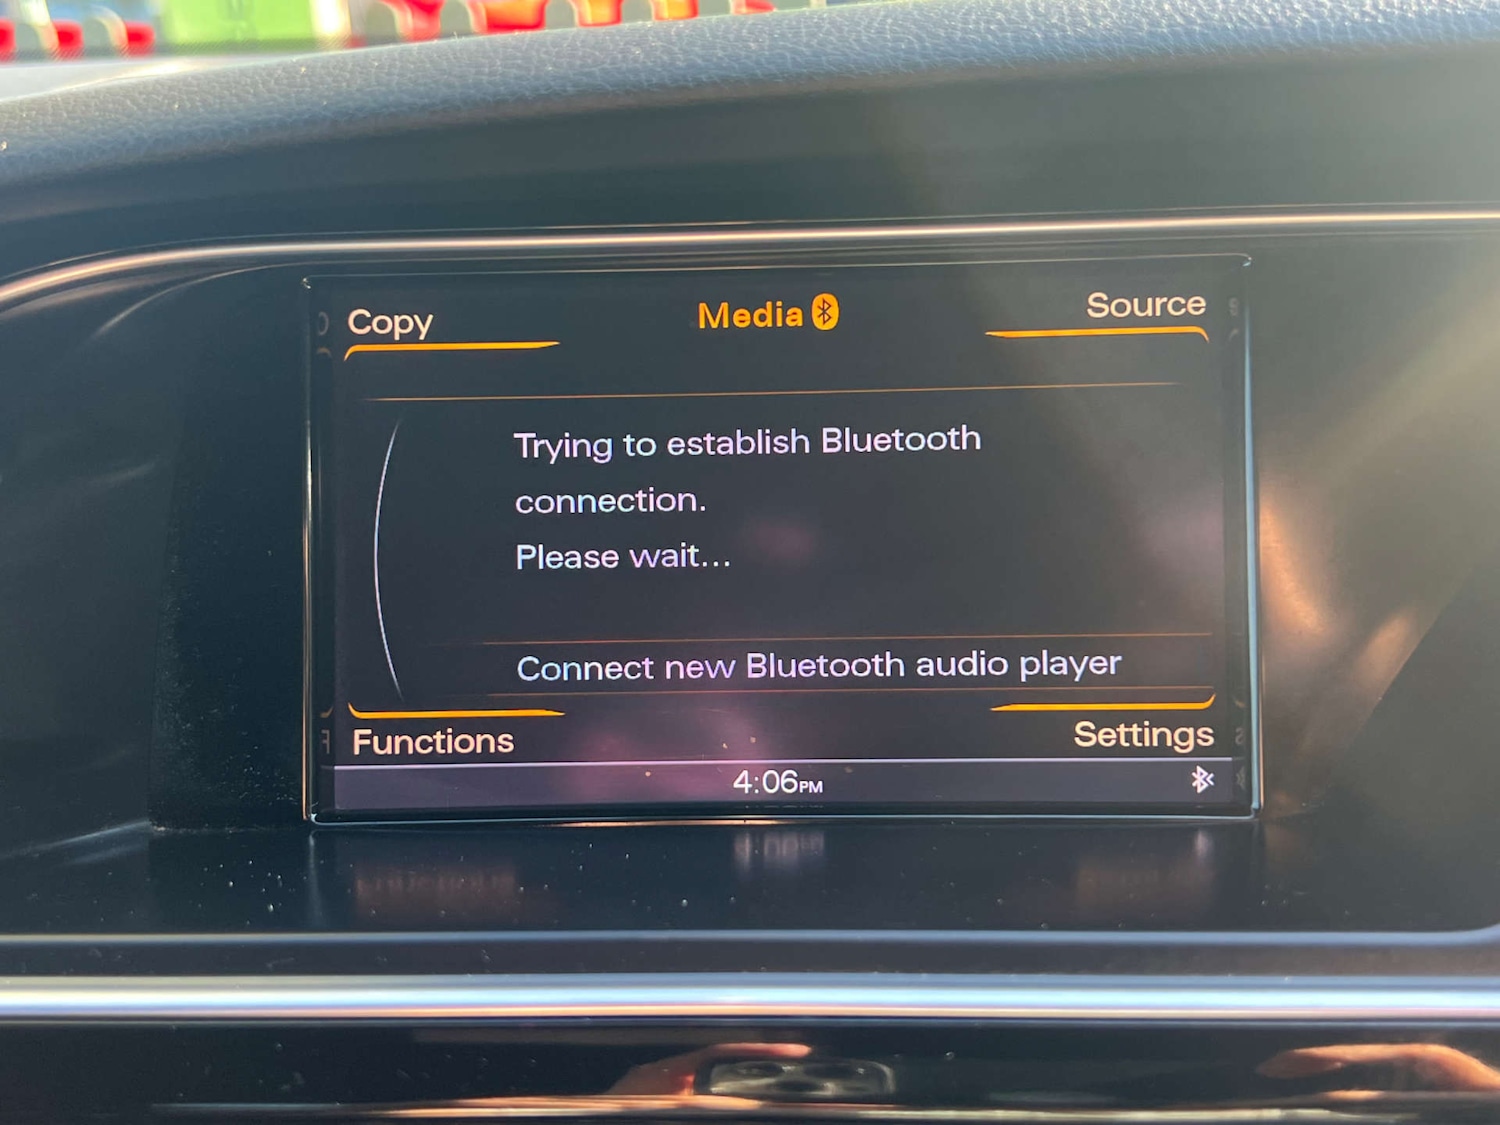 Copy
Media
Source
Trying to establish Bluetooth
connection.
Please wait...
Connect new Bluetooth audio player
Functions
Settings
4:06PM